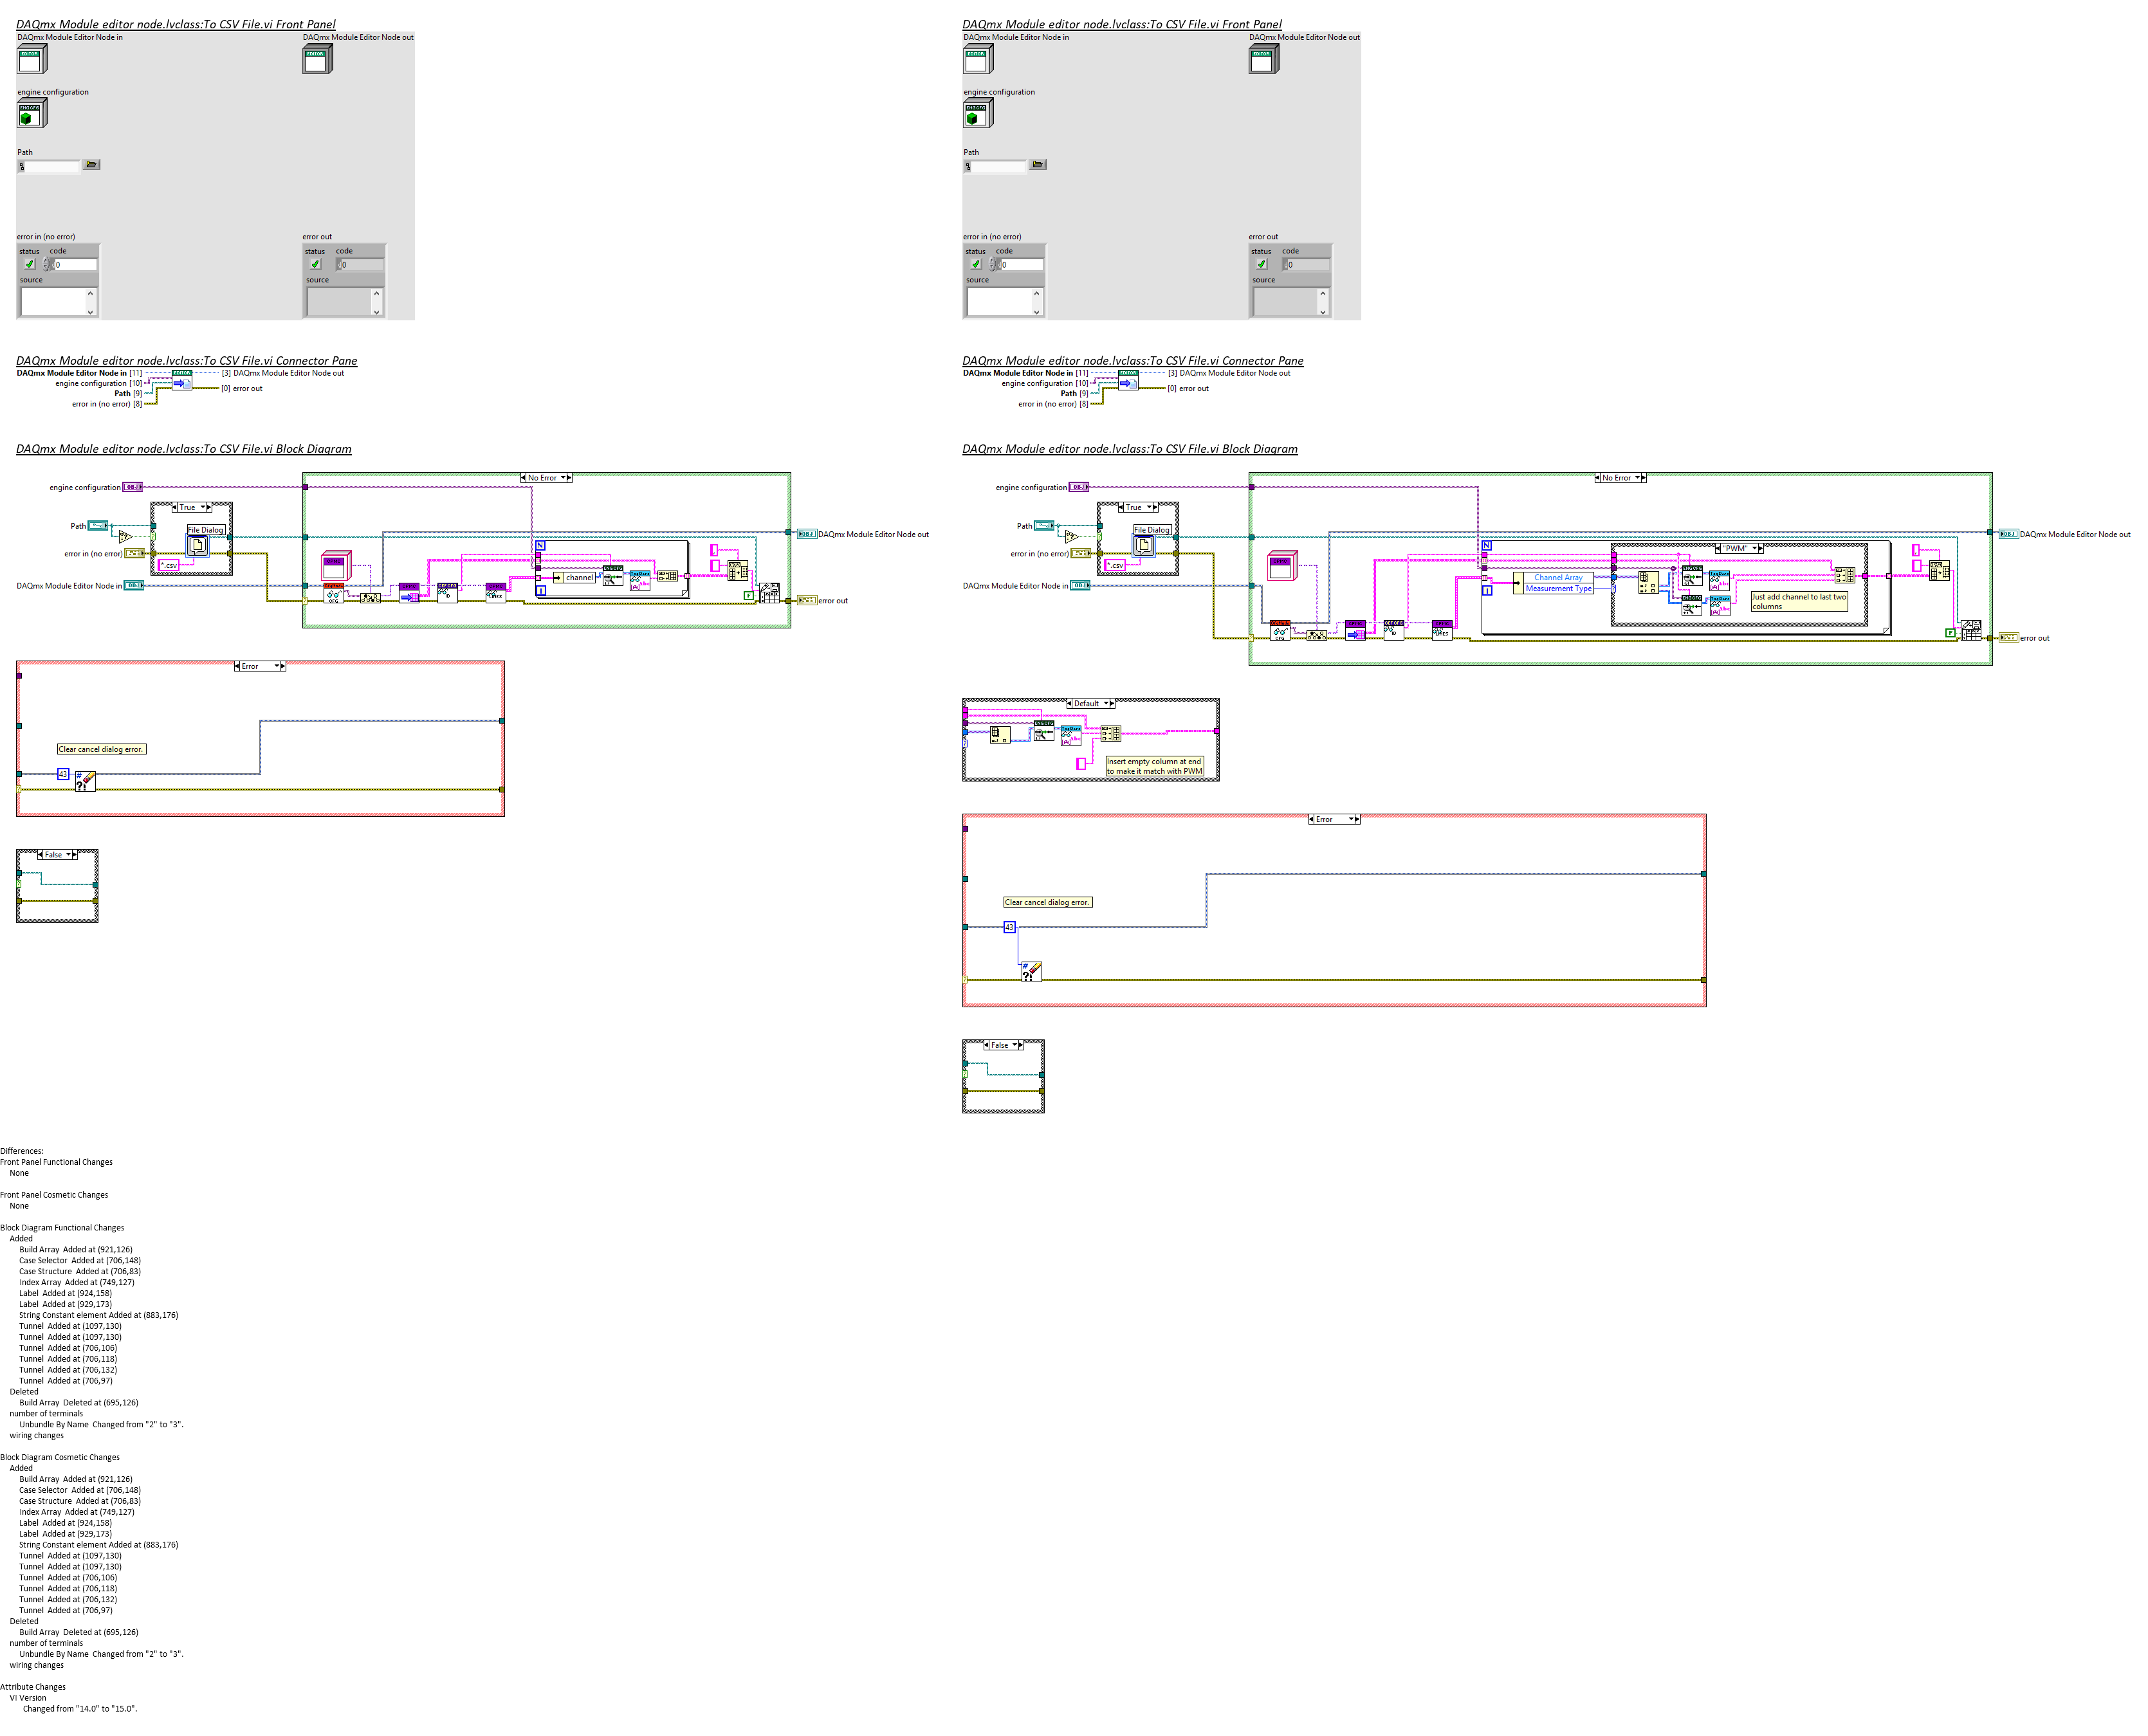 DAQmx Module editor node.lvclass:To CSV File.vi Front Panel
DAQmx Module Editor Node in
DAQmx Module Editor Node out
EDITOR
EDITOR
engine configuration
ENG CFG
Path
error in (no error)
error out
status
code
0
status
code
0
source
source
DAQmx Module editor node.lvclass:To CSV File.vi Connector Pane
DAQmx Module Editor Node in [11]
engine configuration [10]
Path [9]
error in (no error) [8]
EDITOR
[3] DAQmx Module Editor Node out
[0] error out
DAQmx Module editor node.lvclass:To CSV File.vi Block Diagram
No Error
engine configuration
OBJ
True
Path
File Dialog
error in (no error)
*.csv
DAQmx Module Editor Node in
OBJ
N
channel
i
F
OBJ
DAQmx Module Editor Node out
error out
Error
Clear cancel dialog error.
43
#
?!
False
DAQmx Module editor node.lvclass:To CSV File.vi Front Panel
DAQmx Module Editor Node in
DAQmx Module Editor Node out
EDITOR
EDITOR
engine configuration
ENG CFG
Path
error in (no error)
error out
status
code
0
status
code
0
source
source
DAQmx Module editor node.lvclass:To CSV File.vi Connector Pane
DAQmx Module Editor Node in [11]
engine configuration [10]
Path [9]
error in (no error) [8]
EDITOR
[3] DAQmx Module Editor Node out
[0] error out
DAQmx Module editor node.lvclass:To CSV File.vi Block Diagram
No Error
engine configuration
OBJ
True
Path
File Dialog
error in (no error)
*.csv
DAQmx Module Editor Node in
OBJ
N
"PWM"
Channel Array
Measurement Type
i
ENG CFG
ENG CFG
Just add channel to last two
columns
F
OBJ
DAQmx Module Editor Node out
error out
Default
ENG CFG
Insert empty column at end
to make it match with PWM
Error
Clear cancel dialog error.
43
#
?!
False
Differences:
Front Panel Functional Changes
None
Front Panel Cosmetic Changes
None
Block Diagram Functional Changes
Added
Build Array  Added at (921,126)
Case Selector  Added at (706,148)
Case Structure  Added at (706,83)
Index Array  Added at (749,127)
Label  Added at (924,158)
Label  Added at (929,173)
String Constant element Added at (883,176)
Tunnel  Added at (1097,130)
Tunnel  Added at (1097,130)
Tunnel  Added at (706,106)
Tunnel  Added at (706,118)
Tunnel  Added at (706,132)
Tunnel  Added at (706,97)
Deleted
Build Array  Deleted at (695,126)
number of terminals
Unbundle By Name  Changed from "2" to "3".
wiring changes
Block Diagram Cosmetic Changes
Added
Build Array  Added at (921,126)
Case Selector  Added at (706,148)
Case Structure  Added at (706,83)
Index Array  Added at (749,127)
Label  Added at (924,158)
Label  Added at (929,173)
String Constant element Added at (883,176)
Tunnel  Added at (1097,130)
Tunnel  Added at (1097,130)
Tunnel  Added at (706,106)
Tunnel  Added at (706,118)
Tunnel  Added at (706,132)
Tunnel  Added at (706,97)
Deleted
Build Array  Deleted at (695,126)
number of terminals
Unbundle By Name  Changed from "2" to "3".
wiring changes
Attribute Changes
VI Version
Changed from "14.0" to "15.0".